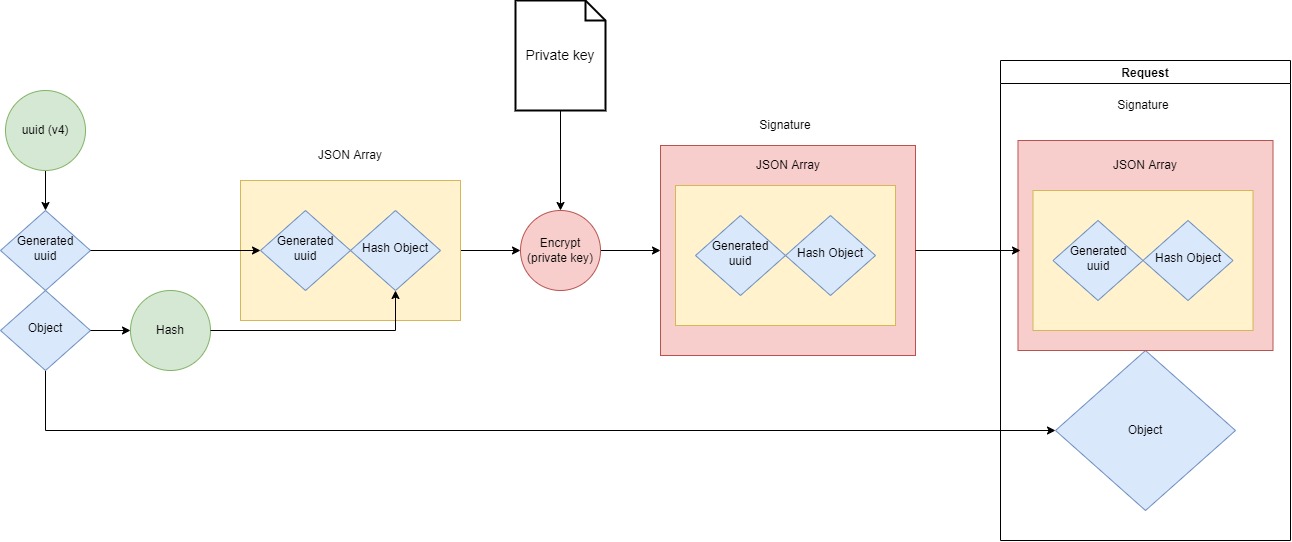 Private key
Request
Signature
uuid (v4)
Signature
JSON Array
JSON Array
JSON Array
Generated
uuid
Generated
uuid
Hash Object
Encrypt
(private key)
Generated
uuid
Hash Object
Generated
uuid
Hash Object
Object
Hash
Object